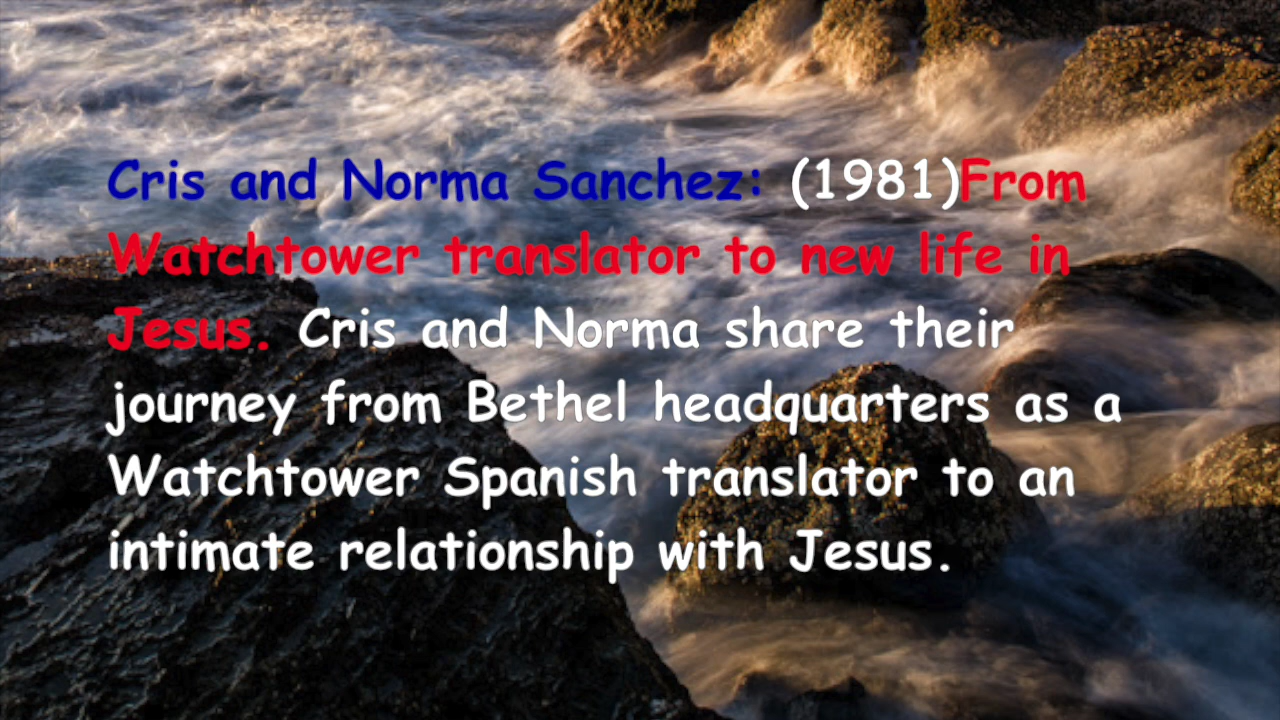 Cris and Norma Sanchez: (1981)From
Watchtower translator to new life in
Jesus. Cris and Norma share their
journey from Bethel headquarters as a
Watchtower Spanish translator to an
intimate relationship with Jesus.